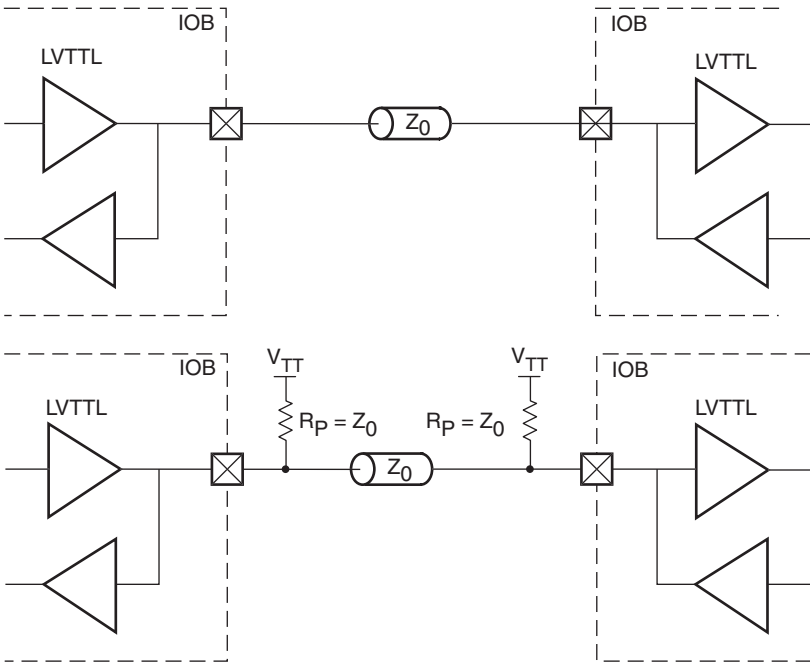 IOB
IOB
LVTTL
LVTTL
Z0
IOB
VTT
VTT
IOB
LVTTL
RP = Z0
RP = Z0
LVTTL
Z0